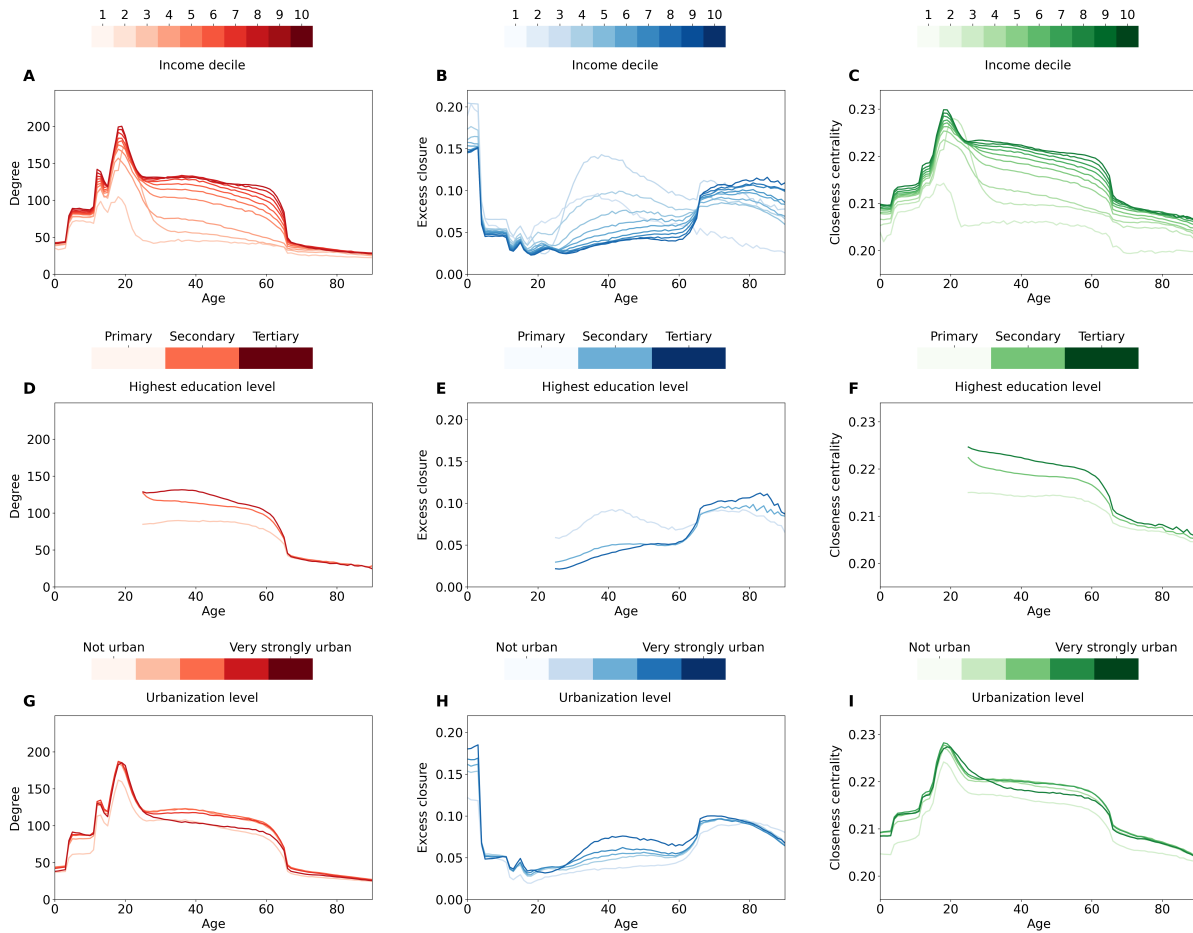 1 2 3 4 5 6 7 8 9 10
Income decile
A
200
150
100
50
0
Degree
0 20 40 60 80
Age
1 2 3 4 5 6 7 8 9 10
Income decile
B
0.20
0.15
0.10
0.05
0.00
Excess closure
0 20 40 60 80
Age
1 2 3 4 5 6 7 8 9 10
Income decile
C
0.23
0.22
0.21
0.20
Closeness centrality
0 20 40 60 80
Age
Primary Secondary Tertiary
Highest education level
D
200
150
100
50
0
Degree
0 20 40 60 80
Age
Primary Secondary Tertiary
Highest education level
E
0.20
0.15
0.10
0.05
0.00
Excess closure
0 20 40 60 80
Age
Primary Secondary Tertiary
Highest education level
F
0.23
0.22
0.21
0.20
Closeness centrality
0 20 40 60 80
Age
Not urban Very strongly urban
Urbanization level
G
200
150
100
50
0
Degree
0 20 40 60 80
Age
Not urban Very strongly urban
Urbanization level
H
0.20
0.15
0.10
0.05
0.00
Excess closure
0 20 40 60 80
Age
Not urban Very strongly urban
Urbanization level
I
0.23
0.22
0.21
0.20
Closeness centrality
0 20 40 60 80
Age